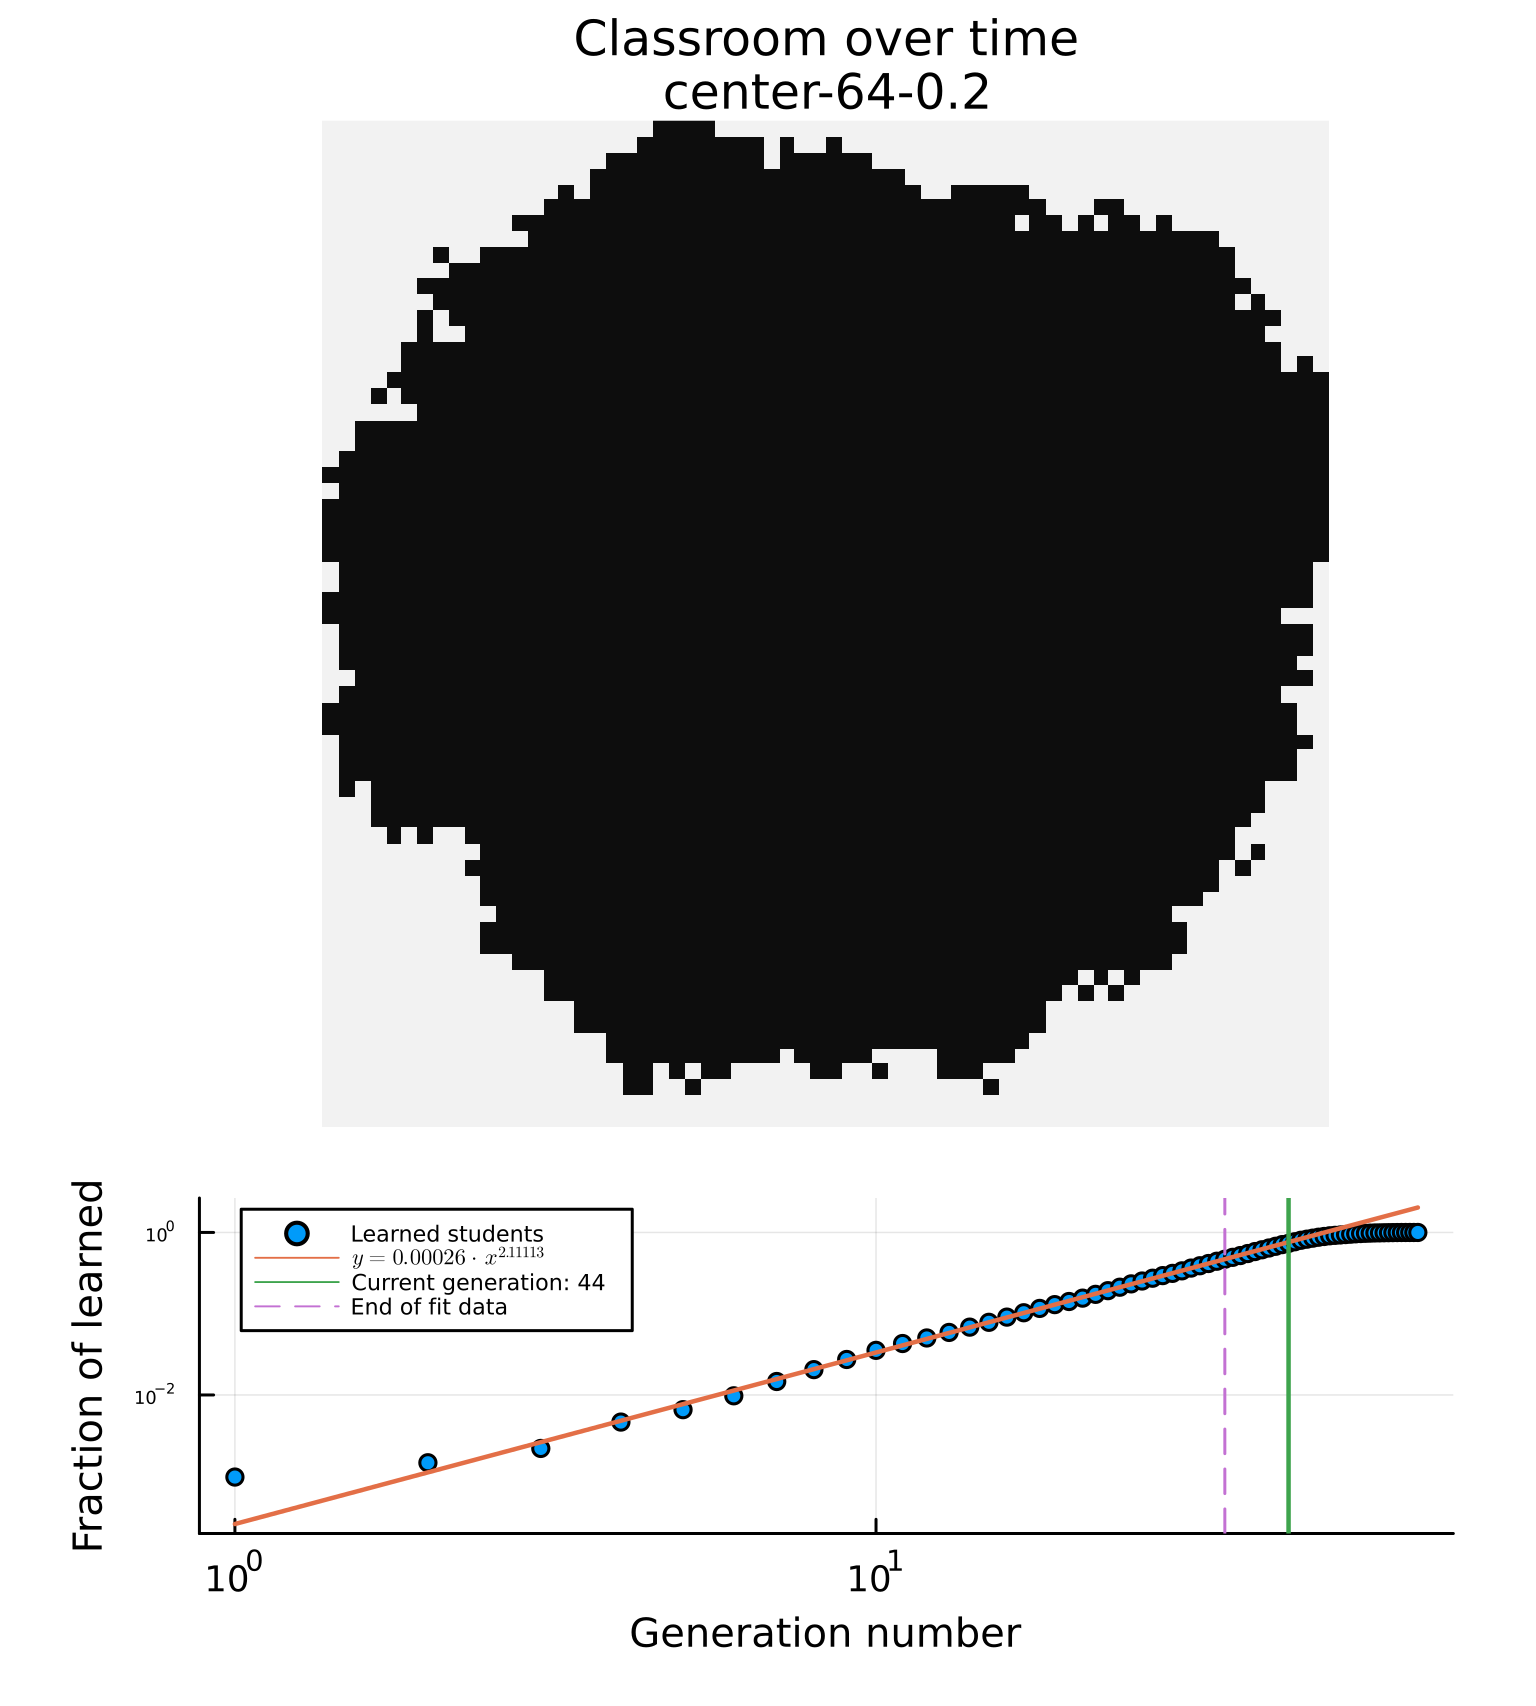 Classroom over time
center-64-0.2
Fraction of learned
10⁰
10⁻²
Learned students
y = 0.00026 · x^2.11113
Current generation: 44
End of fit data
10⁰
10¹
Generation number